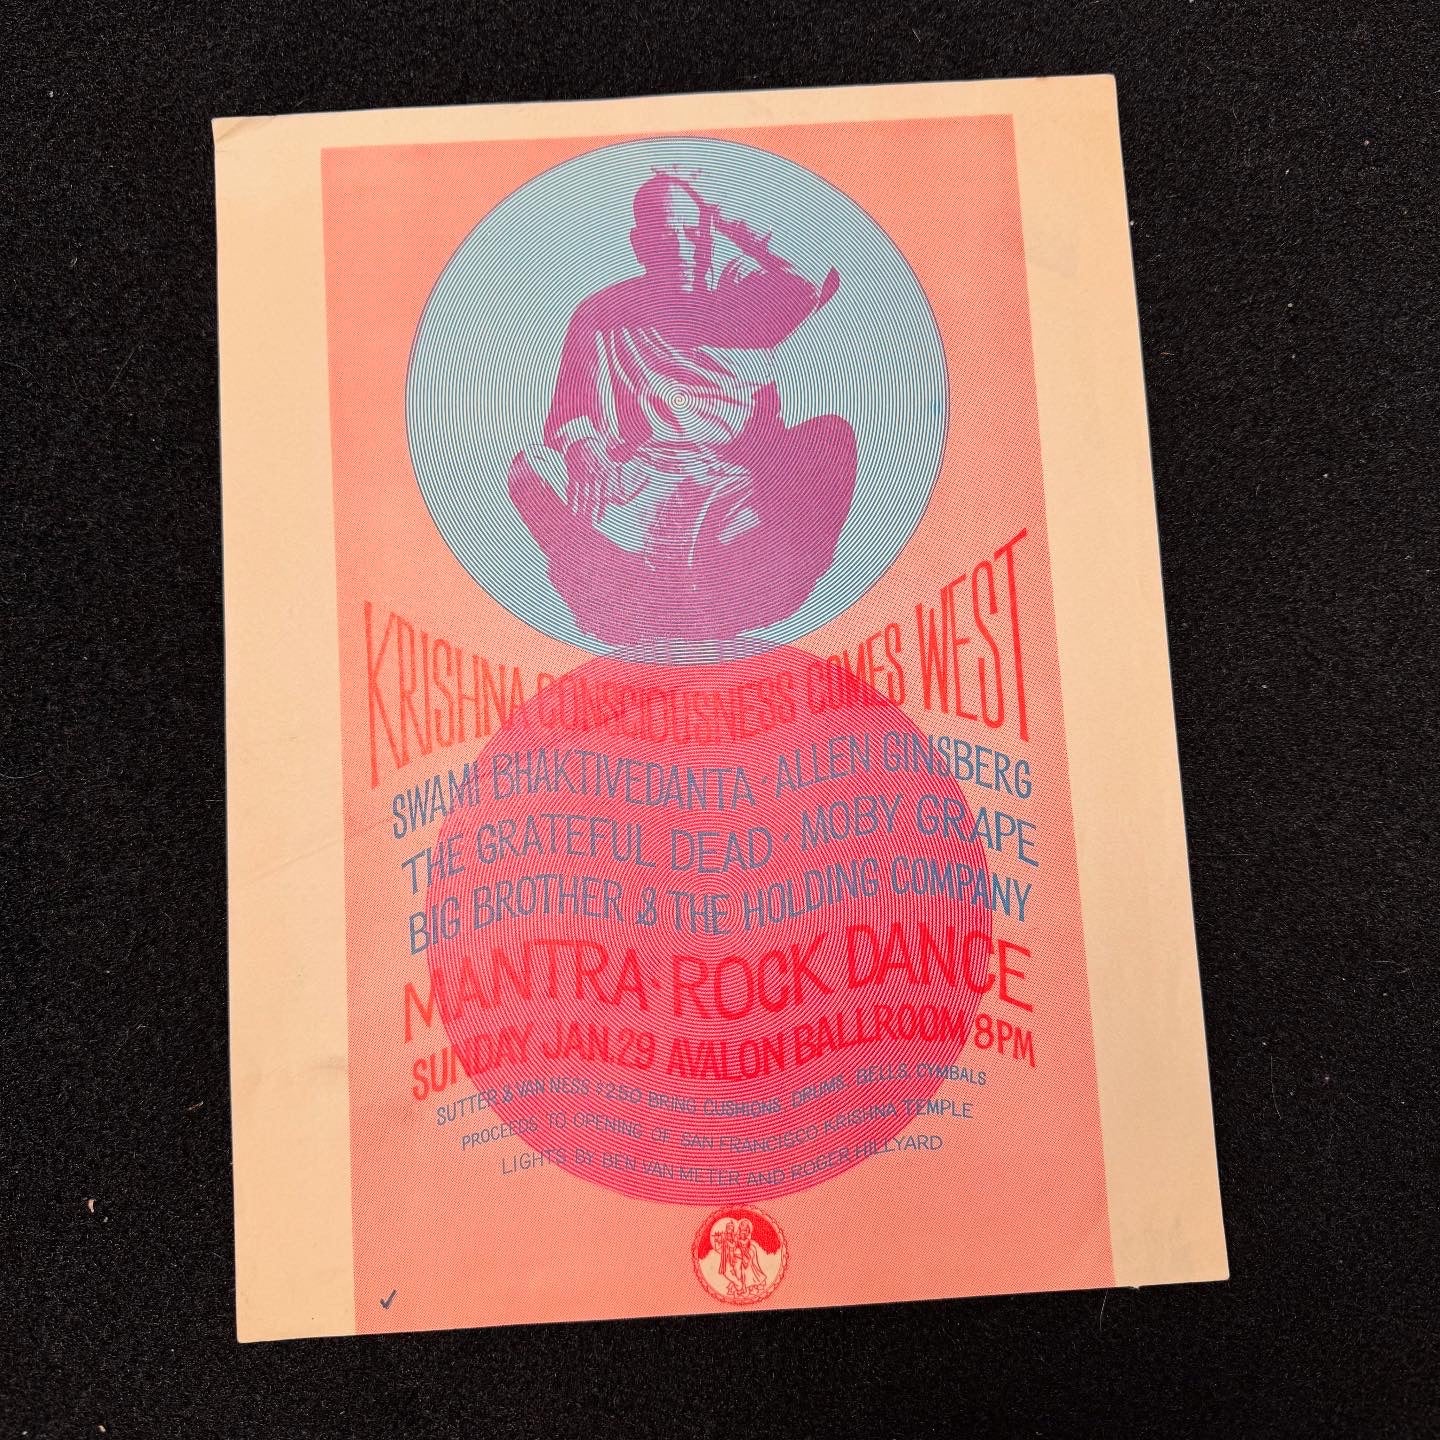 KRISHNA CONSCIOUSNESS COMES WEST
SWAMI BHAKTIVEDANTA · ALLEN GINSBERG
THE GRATEFUL DEAD · MOBY GRAPE
BIG BROTHER & THE HOLDING COMPANY
MANTRA · ROCK DANCE
SUNDAY JAN. 29 AVALON BALLROOM 8PM
SUTTER & VAN NESS $2.50 BRING CUSHIONS DRUMS BELLS CYMBALS
PROCEEDS TO OPENING OF SAN FRANCISCO KRISHNA TEMPLE
LIGHTS BY BEN VAN METER AND ROGER HILLYARD